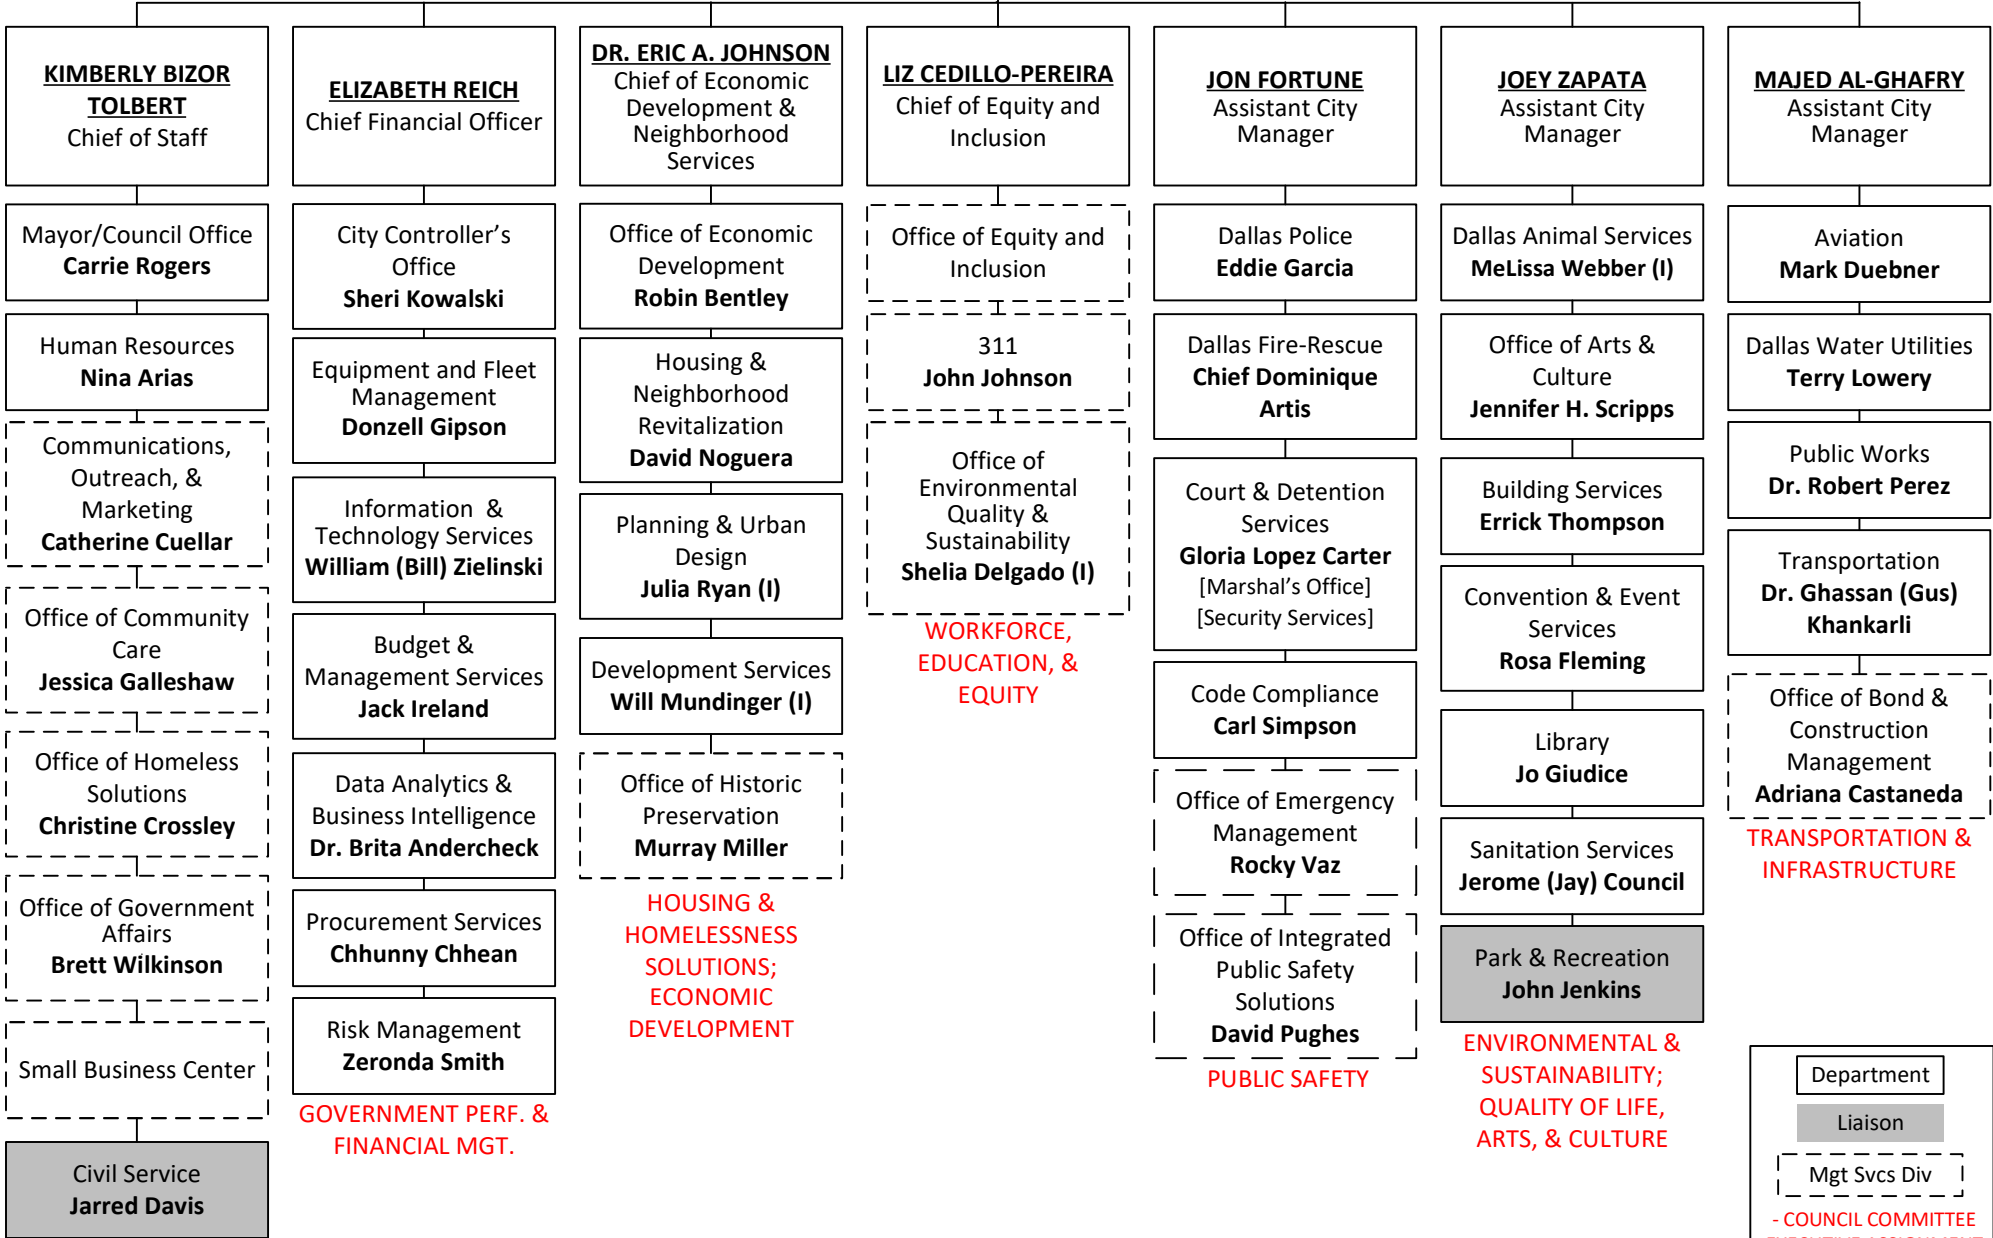 KIMBERLY BIZOR
TOLBERT
Chief of Staff
Mayor/Council Office
Carrie Rogers
Human Resources
Nina Arias
Communications,
Outreach, &
Marketing
Catherine Cuellar
Office of Community
Care
Jessica Galleshaw
Office of Homeless
Solutions
Christine Crossley
Office of Government
Affairs
Brett Wilkinson
Small Business Center
Civil Service
Jarred Davis
ELIZABETH REICH
Chief Financial Officer
City Controller's
Office
Sheri Kowalski
Equipment and Fleet
Management
Donzell Gipson
Information &
Technology Services
William (Bill) Zielinski
Budget &
Management Services
Jack Ireland
Data Analytics &
Business Intelligence
Dr. Brita Andercheck
Procurement Services
Chhunny Chhean
Risk Management
Zeronda Smith
GOVERNMENT PERF. &
FINANCIAL MGT.
DR. ERIC A. JOHNSON
Chief of Economic
Development &
Neighborhood
Services
Office of Economic
Development
Robin Bentley
Housing &
Neighborhood
Revitalization
David Noguera
Planning & Urban
Design
Julia Ryan (I)
Development Services
Will Mundinger (I)
Office of Historic
Preservation
Murray Miller
HOUSING &
HOMELESSNESS
SOLUTIONS;
ECONOMIC
DEVELOPMENT
LIZ CEDILLO-PEREIRA
Chief of Equity and
Inclusion
Office of Equity and
Inclusion
311
John Johnson
Office of
Environmental
Quality &
Sustainability
Shelia Delgado (I)
WORKFORCE,
EDUCATION, &
EQUITY
JON FORTUNE
Assistant City
Manager
Dallas Police
Eddie Garcia
Dallas Fire-Rescue
Chief Dominique
Artis
Court & Detention
Services
Gloria Lopez Carter
[Marshal's Office]
[Security Services]
Code Compliance
Carl Simpson
Office of Emergency
Management
Rocky Vaz
Office of Integrated
Public Safety
Solutions
David Pughes
PUBLIC SAFETY
JOEY ZAPATA
Assistant City
Manager
Dallas Animal Services
MeLissa Webber (I)
Office of Arts &
Culture
Jennifer H. Scripps
Building Services
Errick Thompson
Convention & Event
Services
Rosa Fleming
Library
Jo Giudice
Sanitation Services
Jerome (Jay) Council
Park & Recreation
John Jenkins
ENVIRONMENTAL &
SUSTAINABILITY;
QUALITY OF LIFE,
ARTS, & CULTURE
MAJED AL-GHAFRY
Assistant City
Manager
Aviation
Mark Duebner
Dallas Water Utilities
Terry Lowery
Public Works
Dr. Robert Perez
Transportation
Dr. Ghassan (Gus)
Khankarli
Office of Bond &
Construction
Management
Adriana Castaneda
TRANSPORTATION &
INFRASTRUCTURE
Department
Liaison
Mgt Svcs Div
- COUNCIL COMMITTEE